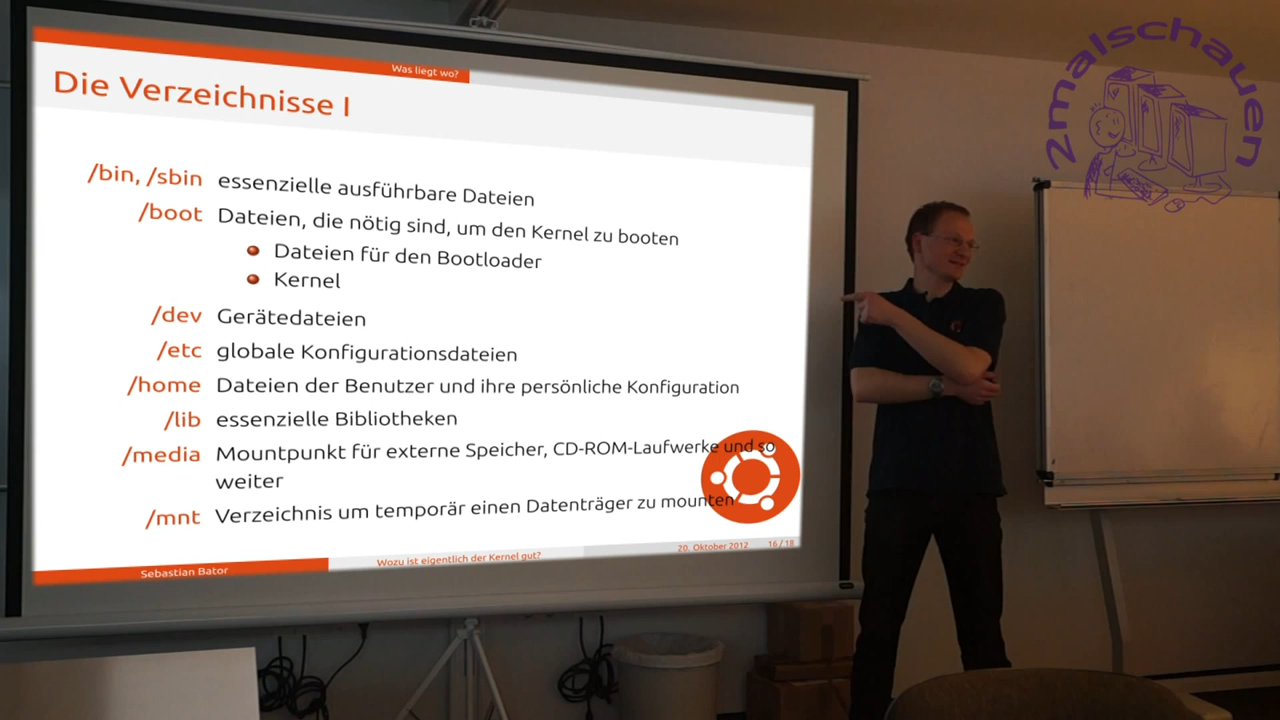 Was liegt wo?
Die Verzeichnisse I
/bin, /sbin essenzielle ausführbare Dateien
/boot Dateien, die nötig sind, um den Kernel zu booten
Dateien für den Bootloader
Kernel
/dev Gerätedateien
/etc globale Konfigurationsdateien
/home Dateien der Benutzer und ihre persönliche Konfiguration
/lib essenzielle Bibliotheken
/media Mountpunkt für externe Speicher, CD-ROM-Laufwerke und so
weiter
/mnt Verzeichnis um temporär einen Datenträger zu mounten
Sebastian Bator
Wozu ist eigentlich der Kernel gut?
20. Oktober 2012
16 / 18
2malschauen